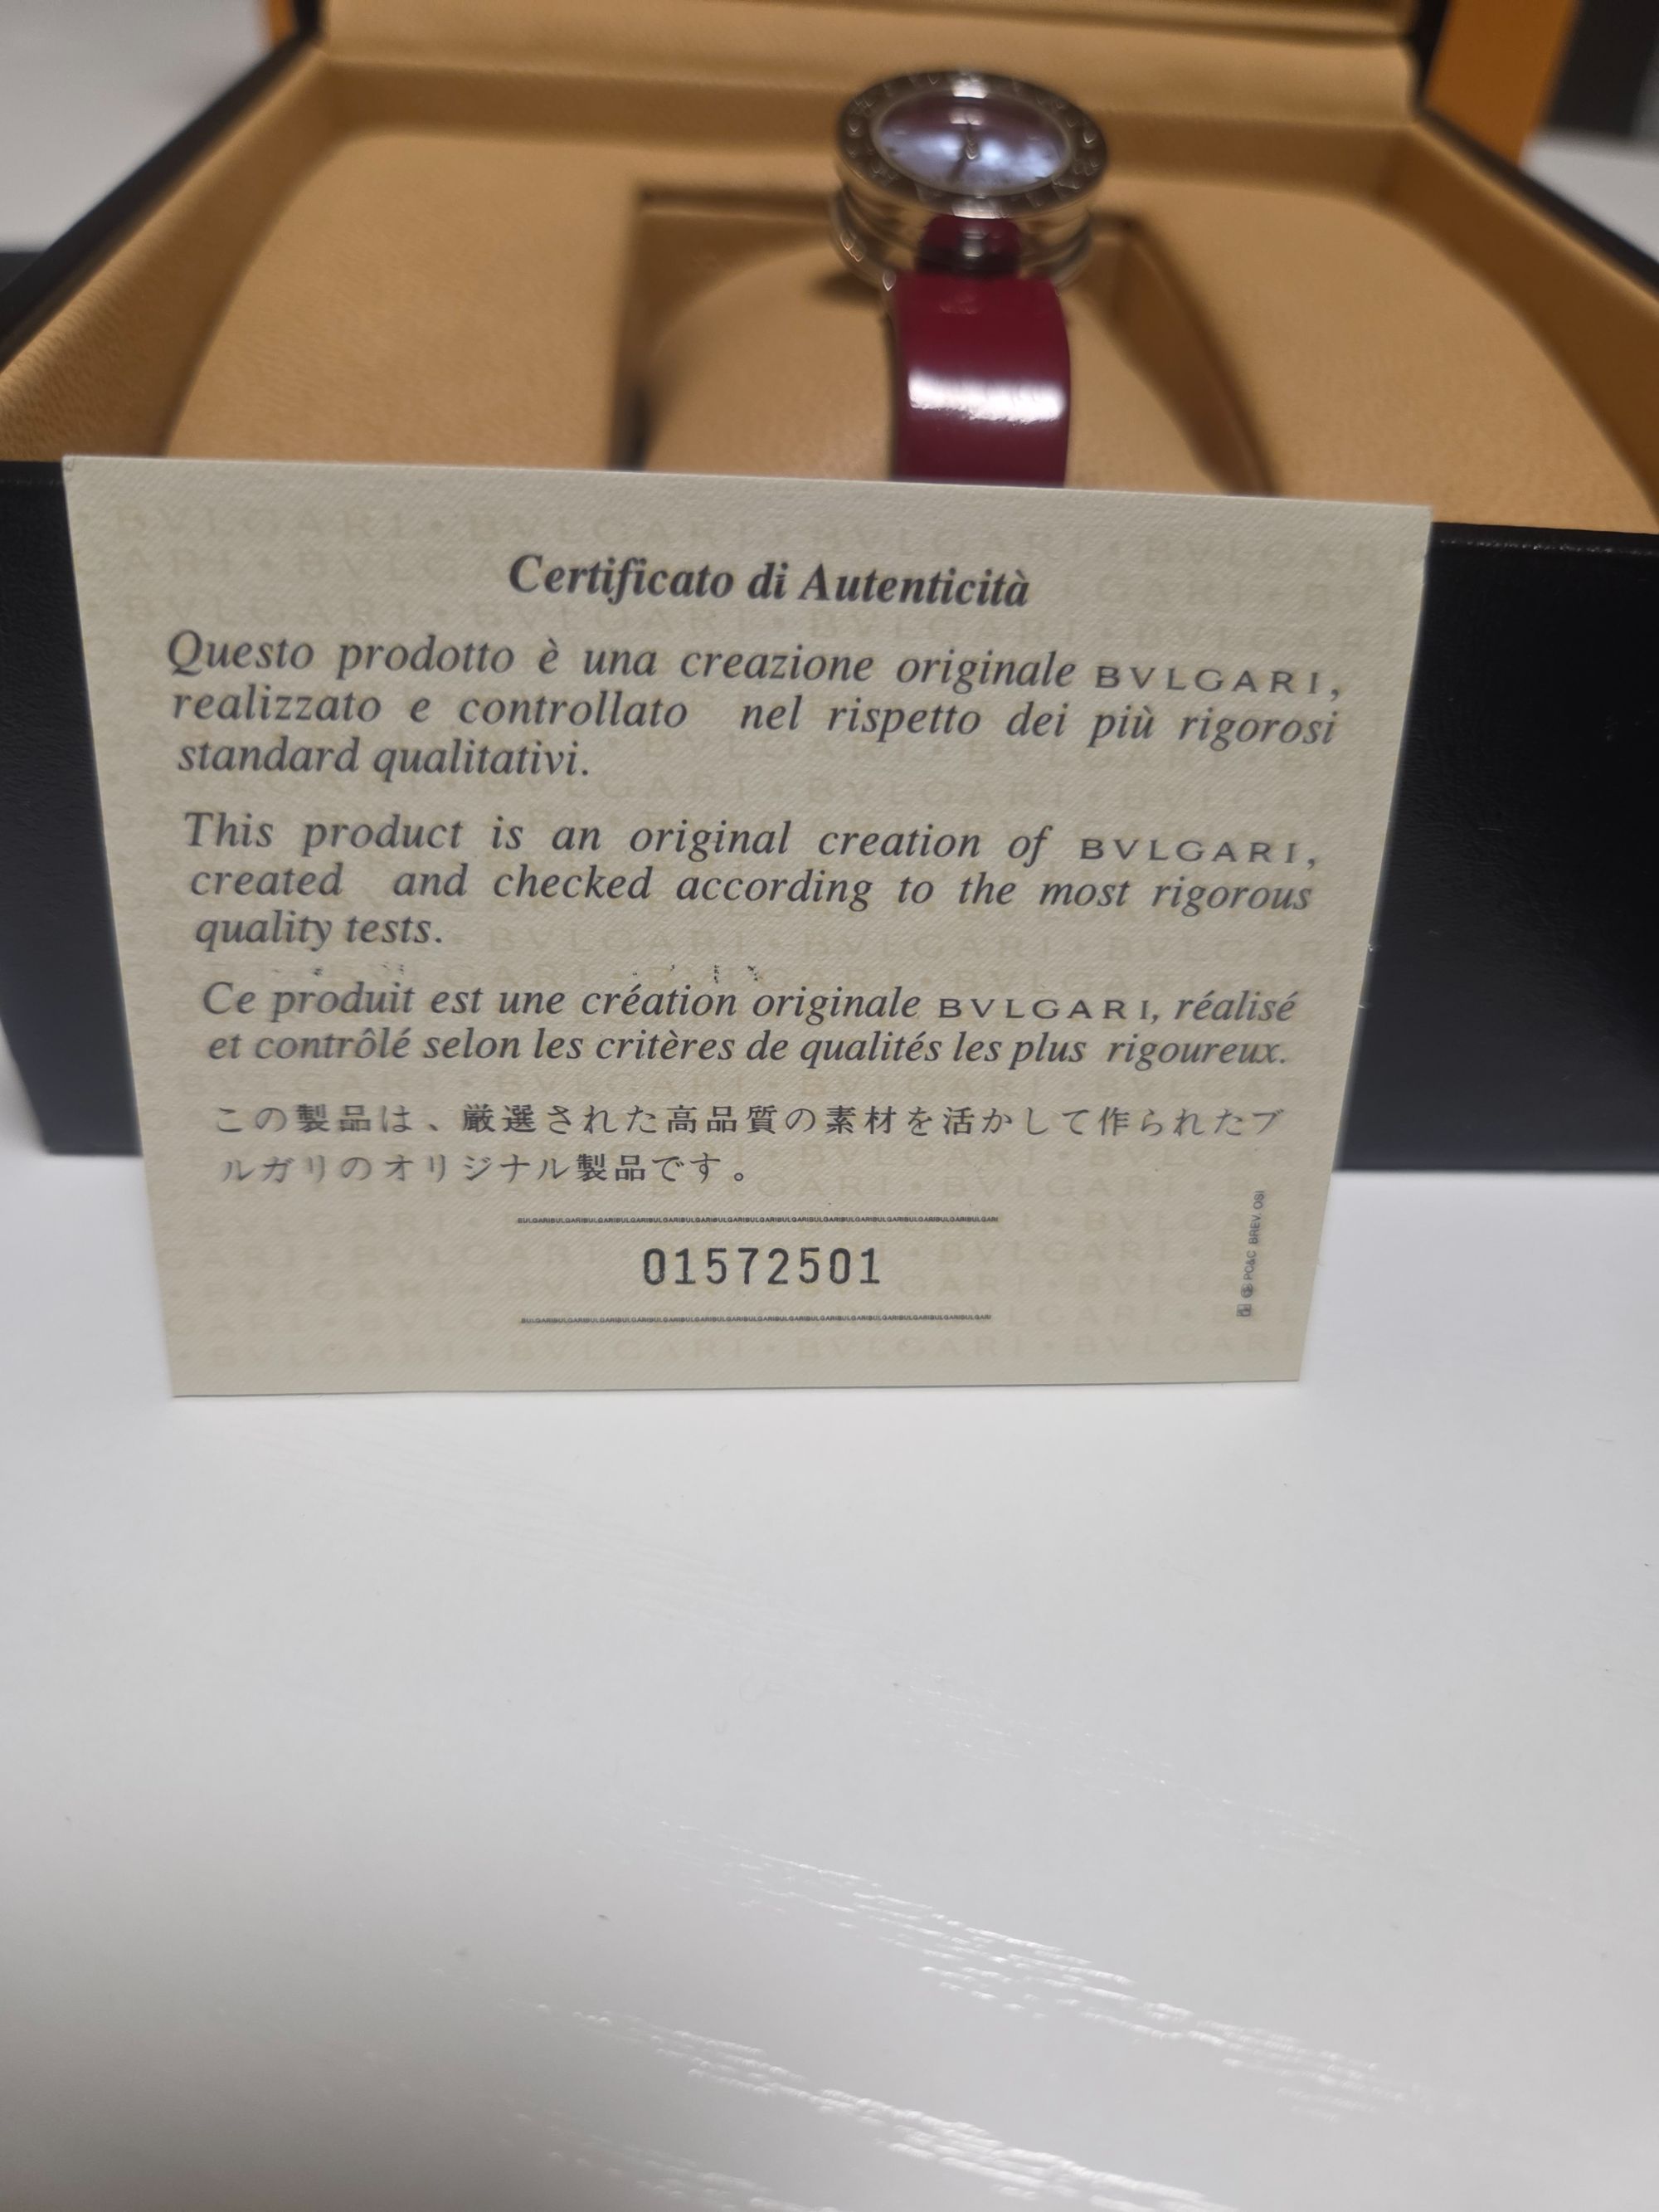 Certificato di Autenticità
Questo prodotto è una creazione originale BVLGARI,
realizzato e controllato nel rispetto dei più rigorosi
standard qualitativi.
This product is an original creation of BVLGARI,
created and checked according to the most rigorous
quality tests.
Ce produit est une création originale BVLGARI, réalisé
et contrôlé selon les critères de qualités les plus rigoureux.
この製品は、厳選された高品質の素材を活かして作られたブ
ルガリのオリジナル製品です。
01572501
PC&C BREV. OSI